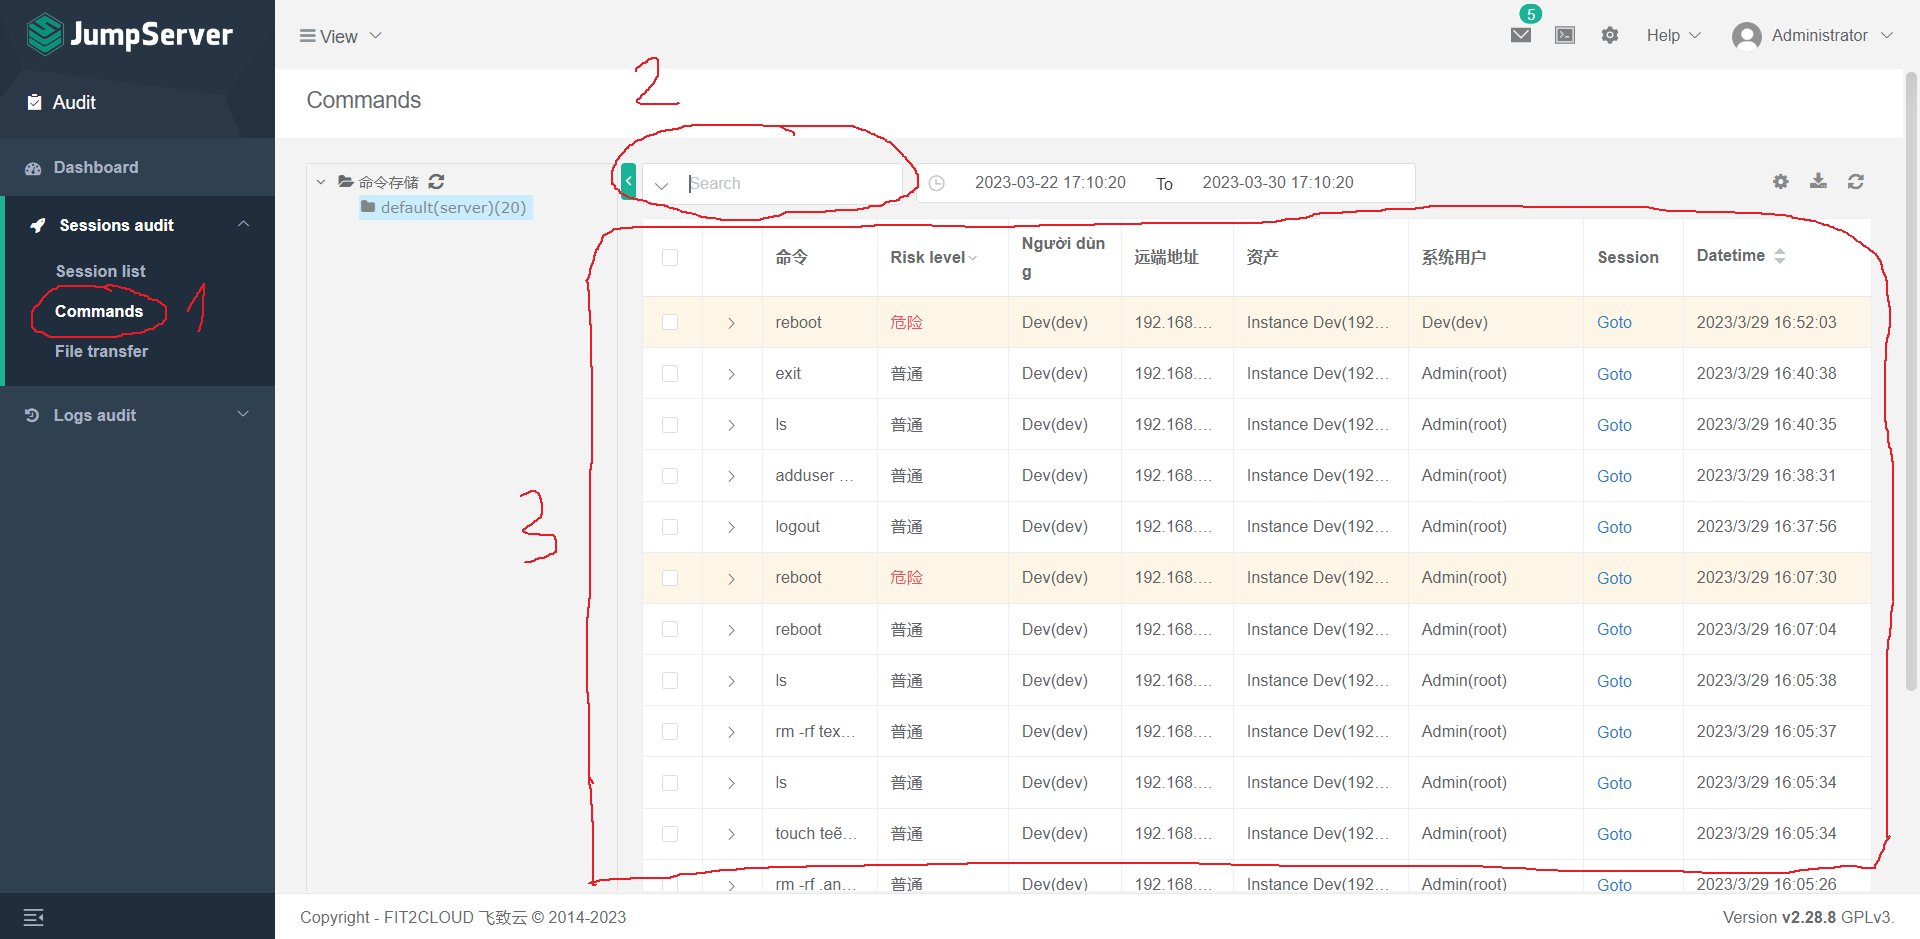 JumpServer
View
5
Help
Administrator
Audit
2
Commands
Dashboard
命令存储
default(server)(20)
Search
2023-03-22 17:10:20 To 2023-03-30 17:10:20
Sessions audit
Session list
Commands
1
File transfer
Logs audit
3
命令 Risk level Người dùng 远端地址 资产 系统用户 Session Datetime
reboot 危险 Dev(dev) 192.168.... Instance Dev(192... Dev(dev) Goto 2023/3/29 16:52:03
exit 普通 Dev(dev) 192.168.... Instance Dev(192... Admin(root) Goto 2023/3/29 16:40:38
ls 普通 Dev(dev) 192.168.... Instance Dev(192... Admin(root) Goto 2023/3/29 16:40:35
adduser ... 普通 Dev(dev) 192.168.... Instance Dev(192... Admin(root) Goto 2023/3/29 16:38:31
logout 普通 Dev(dev) 192.168.... Instance Dev(192... Admin(root) Goto 2023/3/29 16:37:56
reboot 危险 Dev(dev) 192.168.... Instance Dev(192... Admin(root) Goto 2023/3/29 16:07:30
reboot 普通 Dev(dev) 192.168.... Instance Dev(192... Admin(root) Goto 2023/3/29 16:07:04
ls 普通 Dev(dev) 192.168.... Instance Dev(192... Admin(root) Goto 2023/3/29 16:05:38
rm -rf tex... 普通 Dev(dev) 192.168.... Instance Dev(192... Admin(root) Goto 2023/3/29 16:05:37
ls 普通 Dev(dev) 192.168.... Instance Dev(192... Admin(root) Goto 2023/3/29 16:05:34
touch teẽ... 普通 Dev(dev) 192.168.... Instance Dev(192... Admin(root) Goto 2023/3/29 16:05:34
rm -rf .an... 普通 Dev(dev) 192.168.... Instance Dev(192... Admin(root) Goto 2023/3/29 16:05:26
Copyright - FIT2CLOUD 飞致云 © 2014-2023
Version v2.28.8 GPLv3.